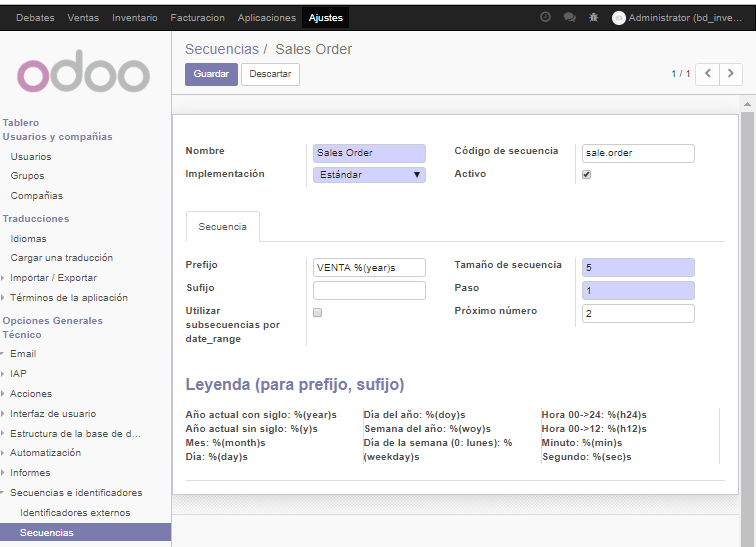 Debates Ventas Inventario Facturacion Aplicaciones Ajustes Administrator (bd_inve...
odoo
Tablero
Usuarios y compañias
Usuarios
Grupos
Compañias
Traducciones
Idiomas
Cargar una traducción
Importar / Exportar
Términos de la aplicación
Opciones Generales
Técnico
Email
IAP
Acciones
Interfaz de usuario
Estructura de la base de d...
Automatización
Informes
Secuencias e identificadores
Identificadores externos
Secuencias
Secuencias / Sales Order
Guardar Descartar 1 / 1
Nombre Sales Order Código de secuencia sale.order
Implementación Estándar Activo
Secuencia
Prefijo VENTA %(year)s Tamaño de secuencia 5
Sufijo Paso 1
Utilizar Próximo número 2
subsecuencias por
date_range
Leyenda (para prefijo, sufijo)
Año actual con siglo: %(year)s Día del año: %(doy)s Hora 00->24: %(h24)s
Año actual sin siglo: %(y)s Semana del año: %(woy)s Hora 00->12: %(h12)s
Mes: %(month)s Día de la semana (0: lunes): % Minuto: %(min)s
Día: %(day)s (weekday)s Segundo: %(sec)s